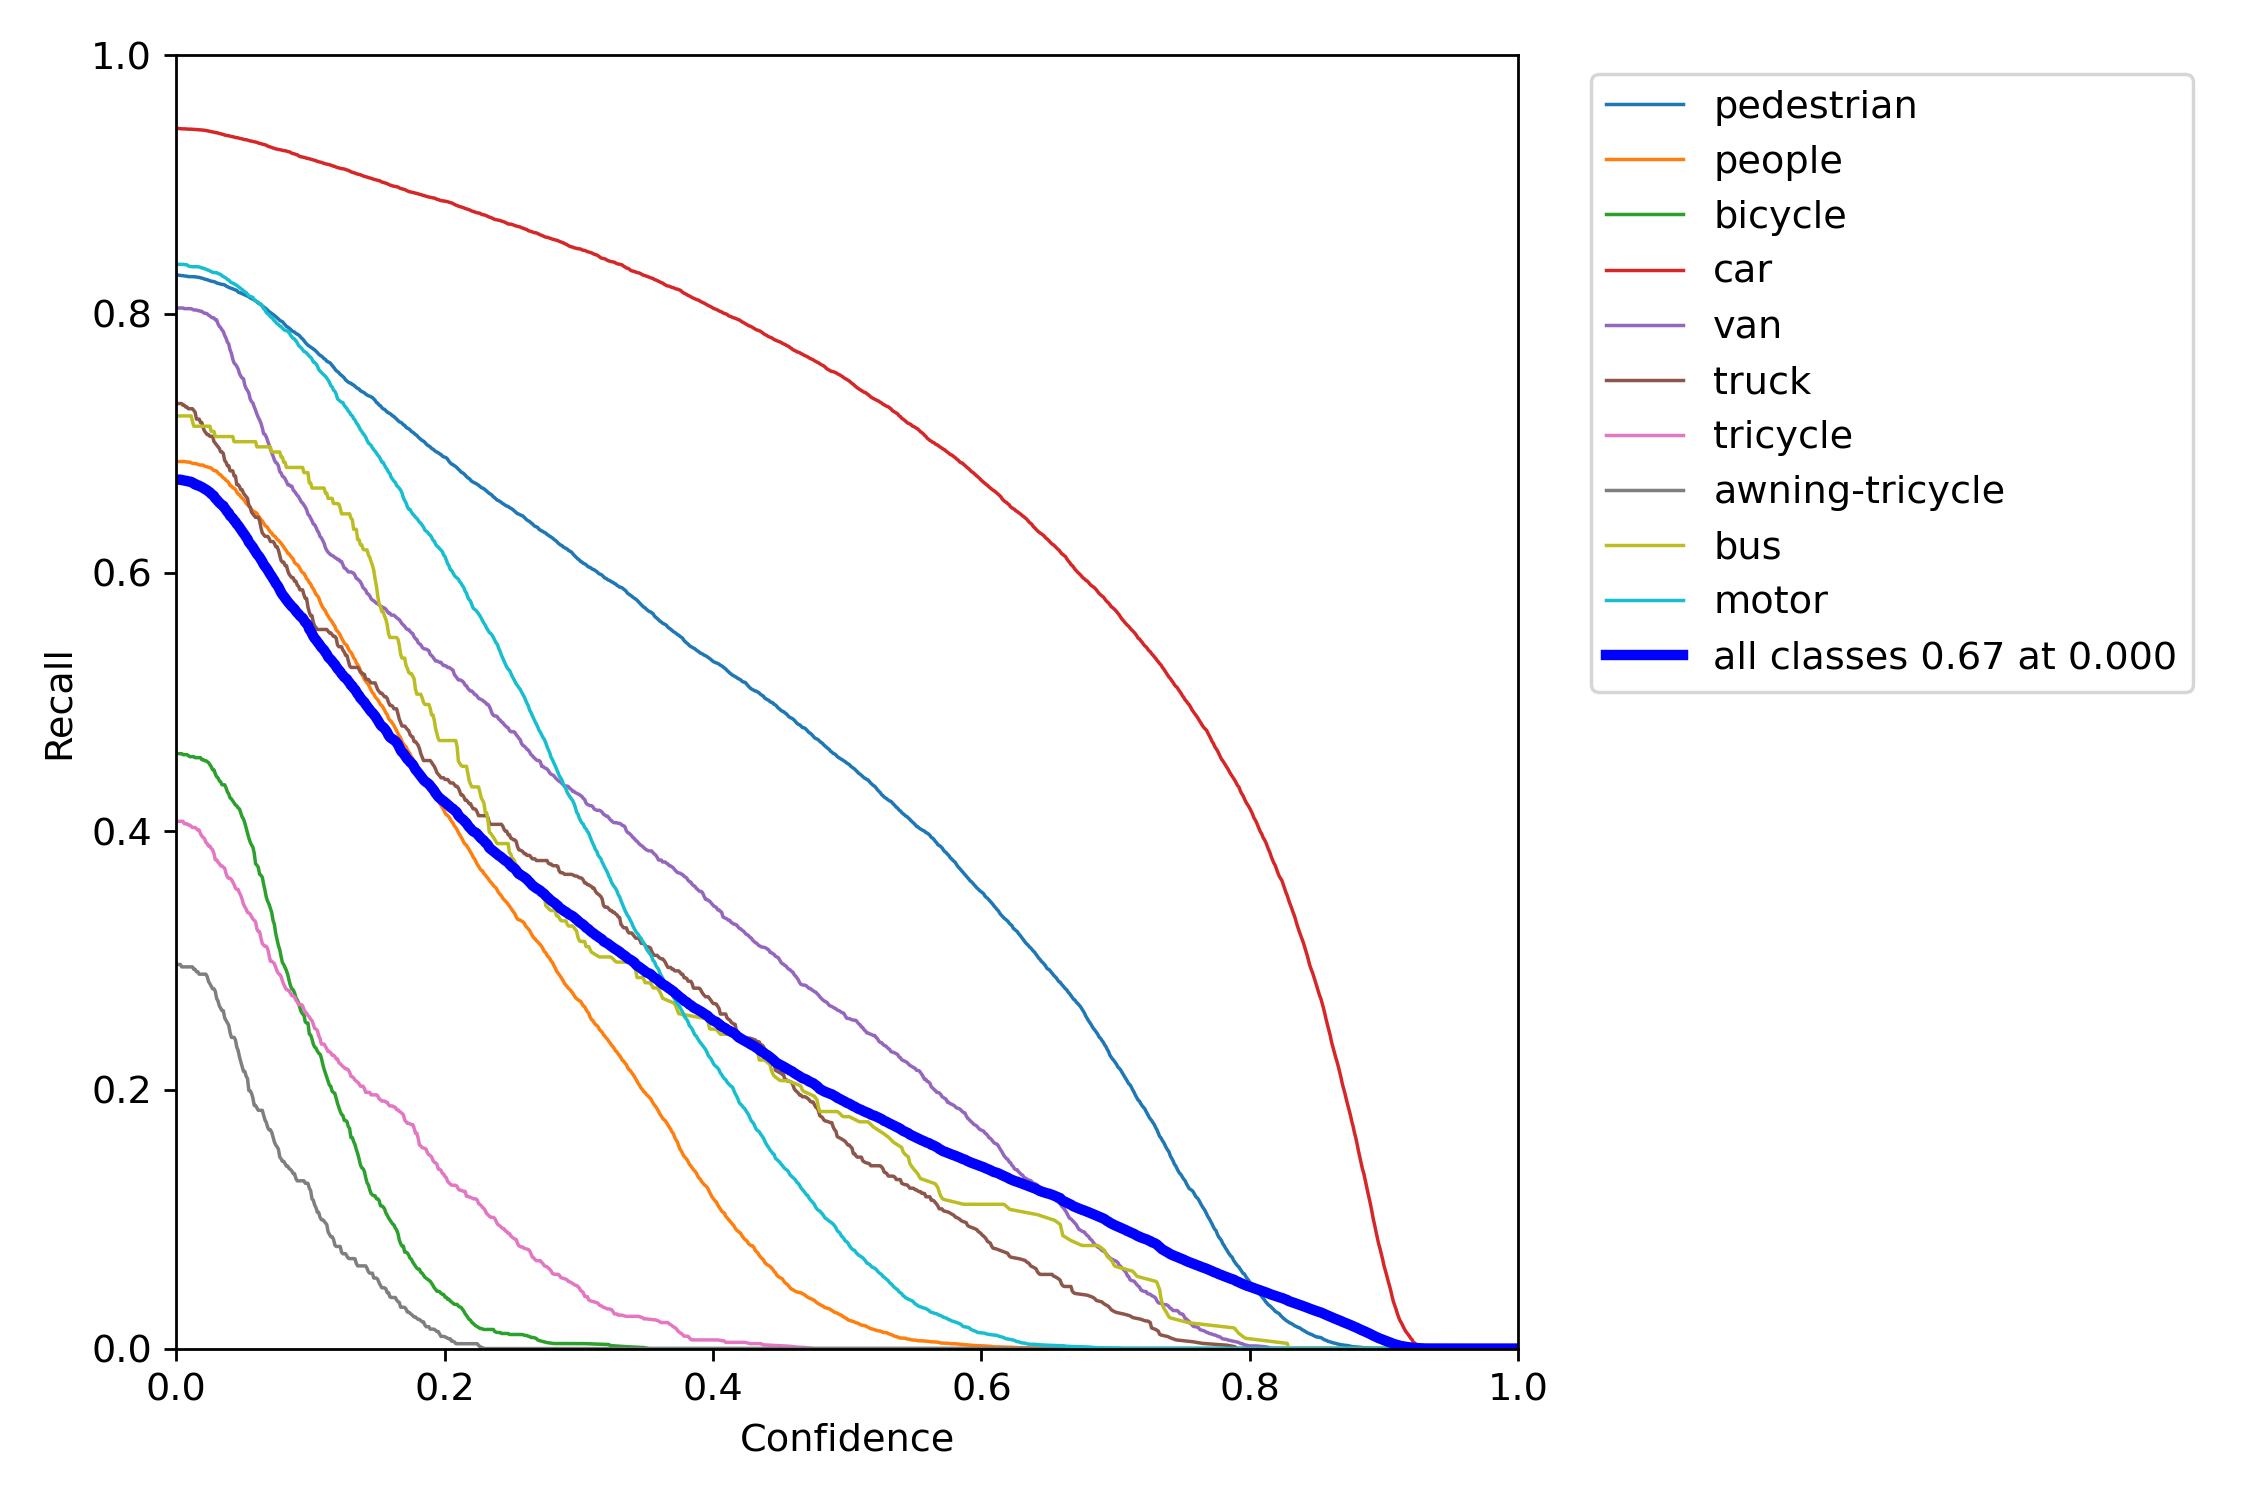 1.0
0.8
0.6
0.4
0.2
0.0
Recall
0.0 0.2 0.4 0.6 0.8 1.0
Confidence
pedestrian
people
bicycle
car
van
truck
tricycle
awning-tricycle
bus
motor
all classes 0.67 at 0.000